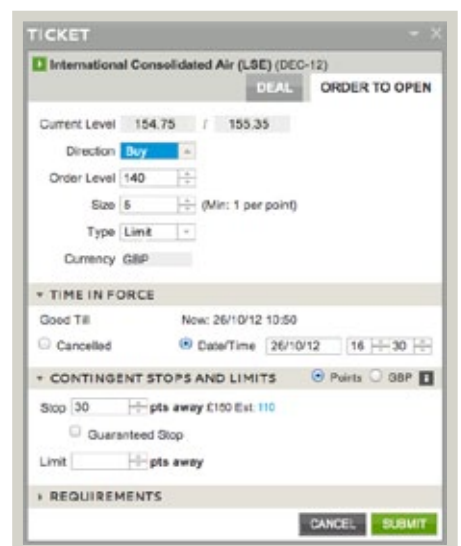 TICKET
International Consolidated Air (LSE) (DEC-12)
DEAL ORDER TO OPEN
Current Level 154.75 / 155.35
Direction Buy
Order Level 140
Size 5 (Min: 1 per point)
Type Limit
Currency GBP
TIME IN FORCE
Good Till Now: 26/10/12 10:50
Cancelled Date/Time 26/10/12 16 30
CONTINGENT STOPS AND LIMITS Points GBP
Stop 30 pts away £150 Est: 110
Guaranteed Stop
Limit pts away
REQUIREMENTS
CANCEL SUBMIT